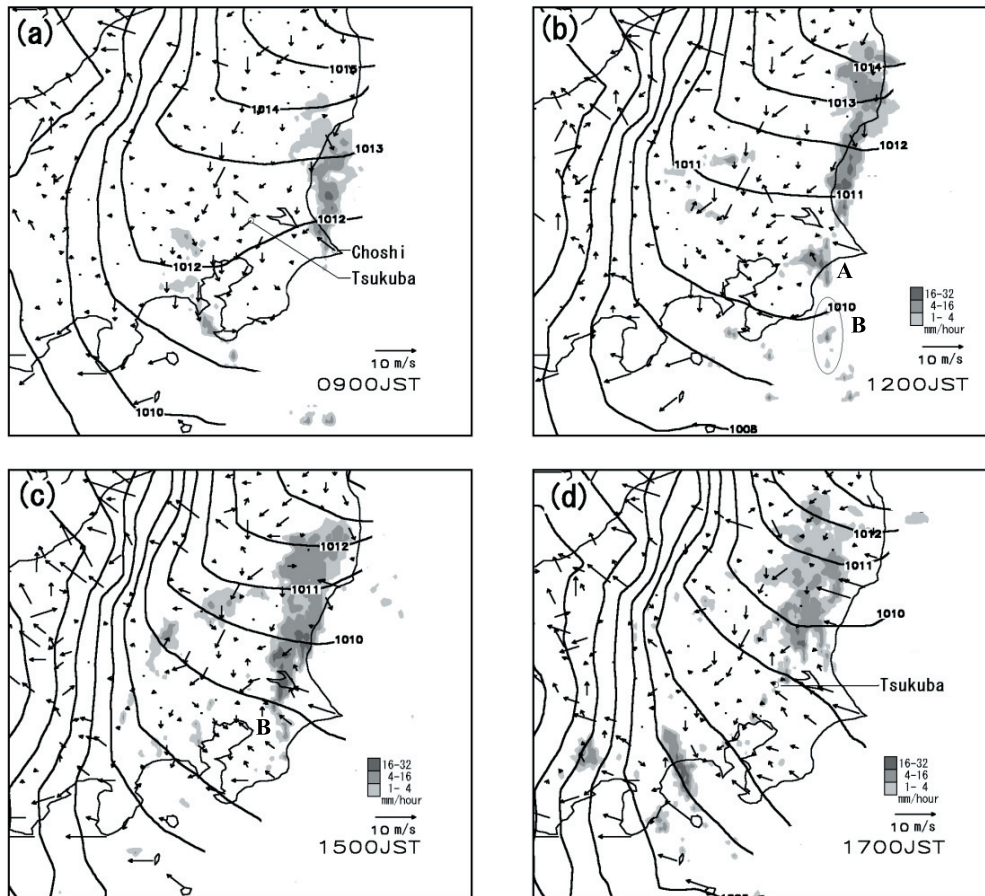 (a)
1015
1014
1013
1012
1012
Choshi
Tsukuba
1010
10 m/s
0900JST
(b)
1014
1013
1012
1011
1011
A
1010
B
16-32
4-16
1- 4
mm/hour
10 m/s
1008
1200JST
(c)
1012
1011
1010
B
16-32
4-16
1- 4
mm/hour
10 m/s
1500JST
(d)
1012
1011
1010
Tsukuba
16-32
4-16
1- 4
mm/hour
10 m/s
1700JST